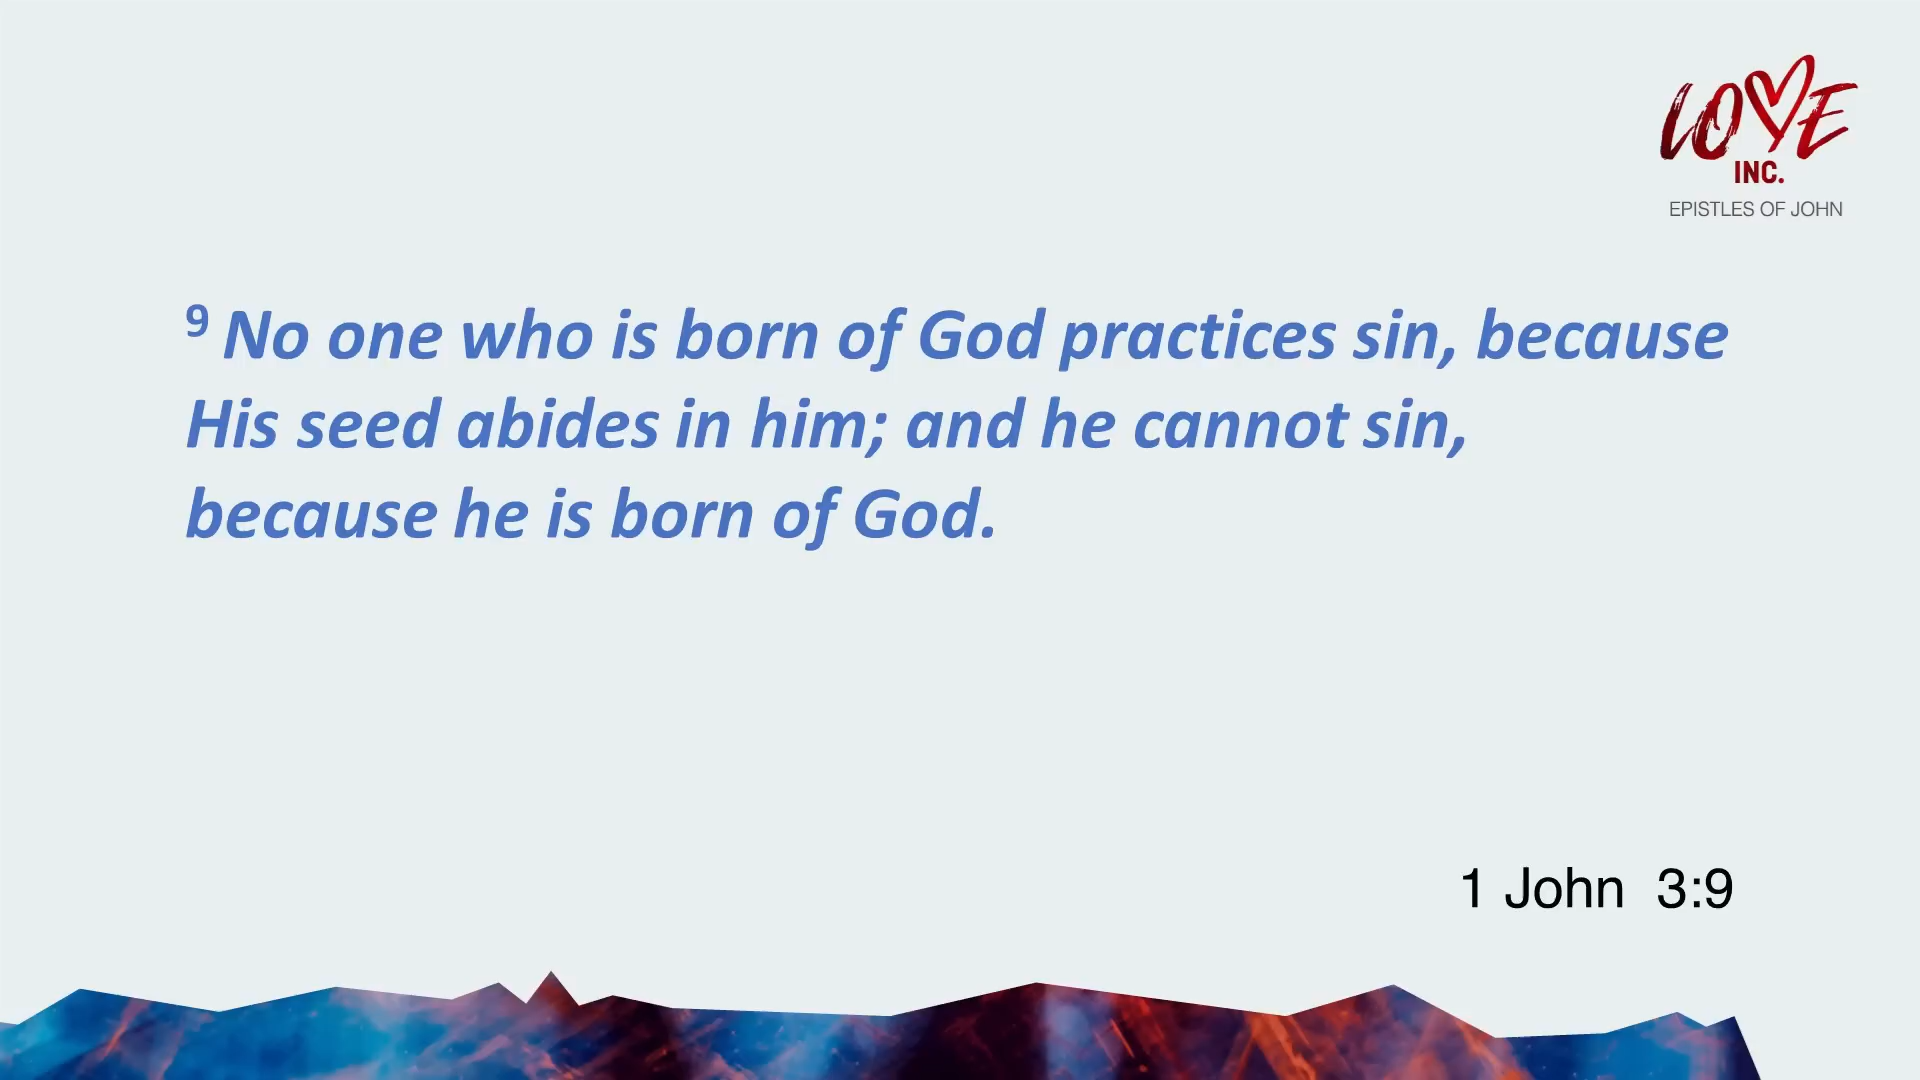 LOVE
INC.
EPISTLES OF JOHN
9 No one who is born of God practices sin, because
His seed abides in him; and he cannot sin,
because he is born of God.
1 John  3:9